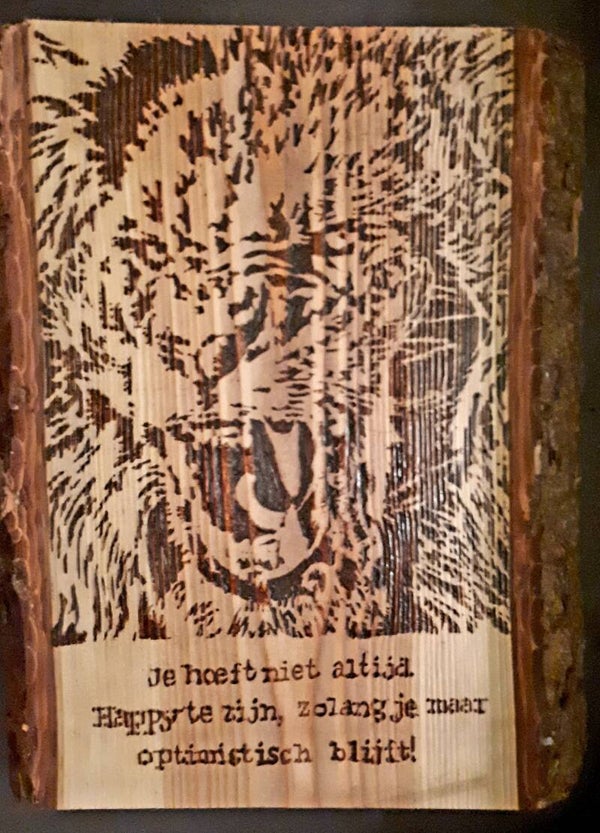 Je hoeft niet altijd
Happy te zijn, zolang je maar
optimistisch blijft!